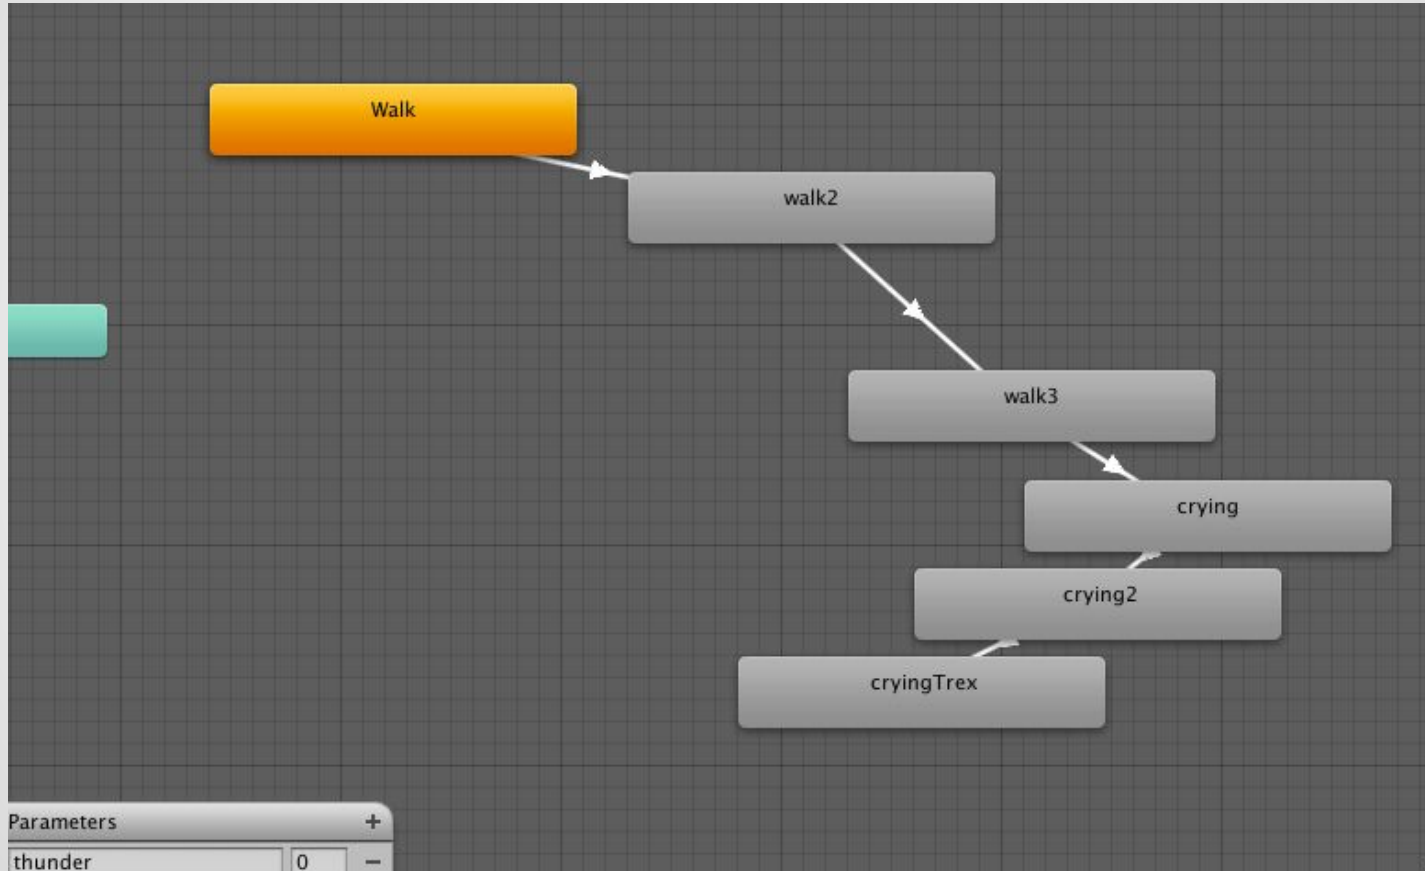 Walk
walk2
walk3
crying
crying2
cryingTrex
Parameters +
thunder 0 −